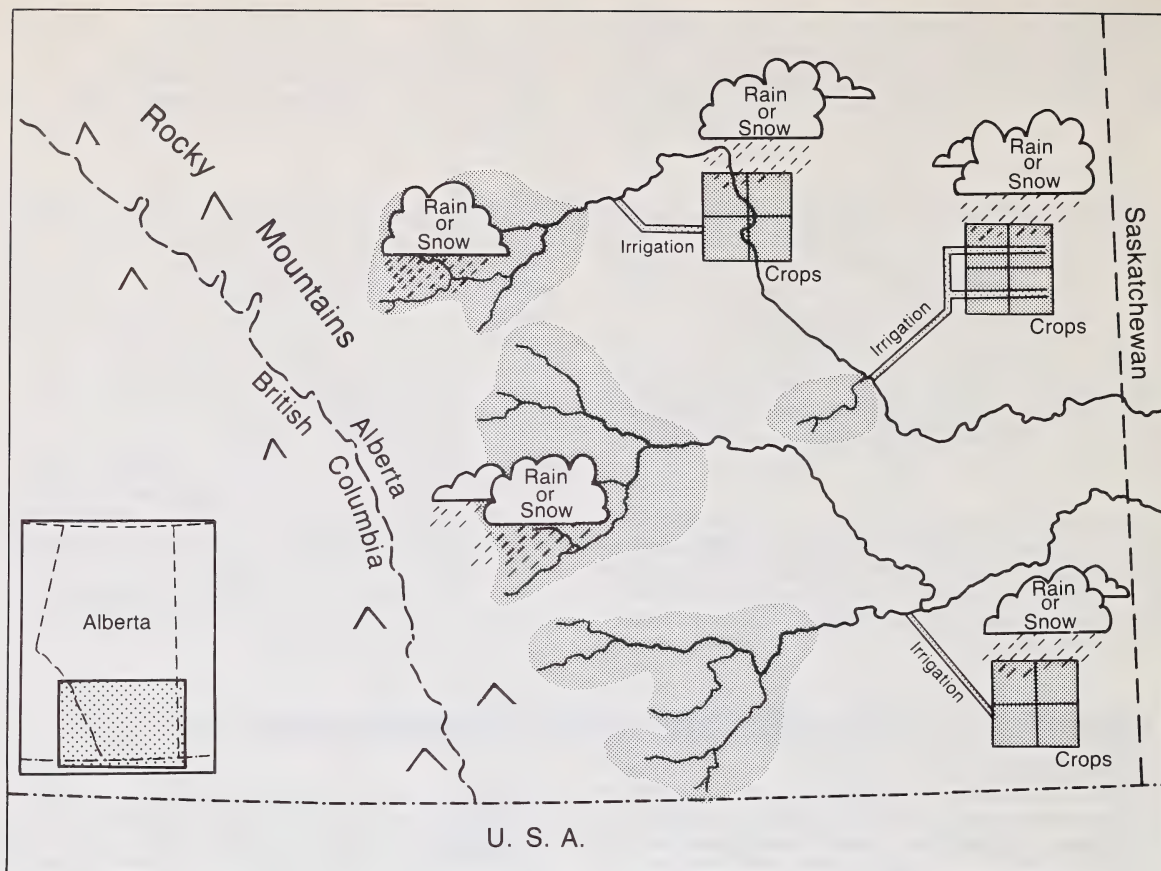 Rocky
Mountains
British
Columbia
Alberta
Rain
or
Snow
Irrigation
Rain
or
Snow
Crops
Rain
or
Snow
Irrigation
Crops
Saskatchewan
Rain
or
Snow
Rain
or
Snow
Irrigation
Crops
Alberta
U. S. A.